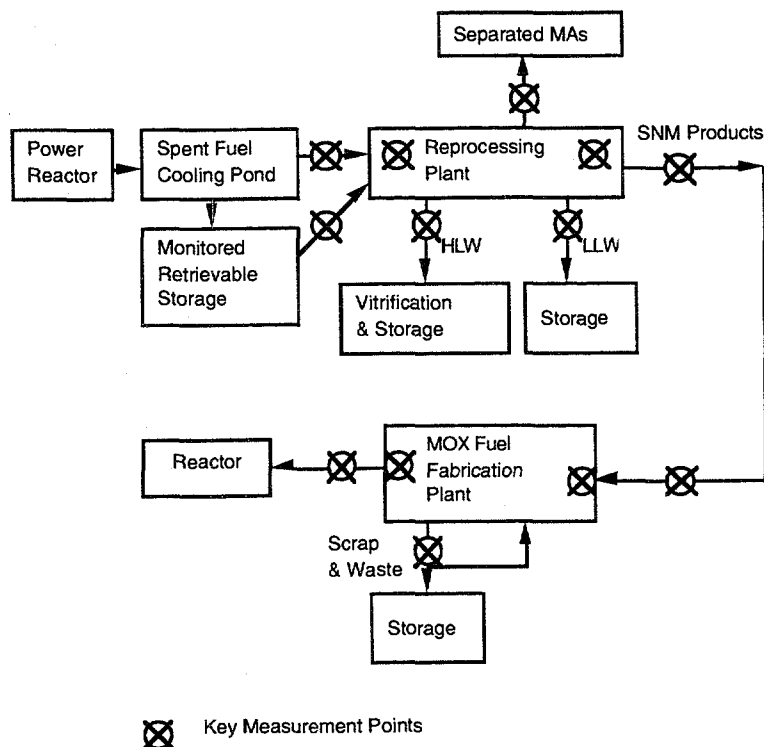 Separated MAs
SNM Products
Power
Reactor
Spent Fuel
Cooling Pond
Reprocessing
Plant
Monitored
Retrievable
Storage
HLW
LLW
Vitrification
& Storage
Storage
Reactor
MOX Fuel
Fabrication
Plant
Scrap
& Waste
Storage
Key Measurement Points